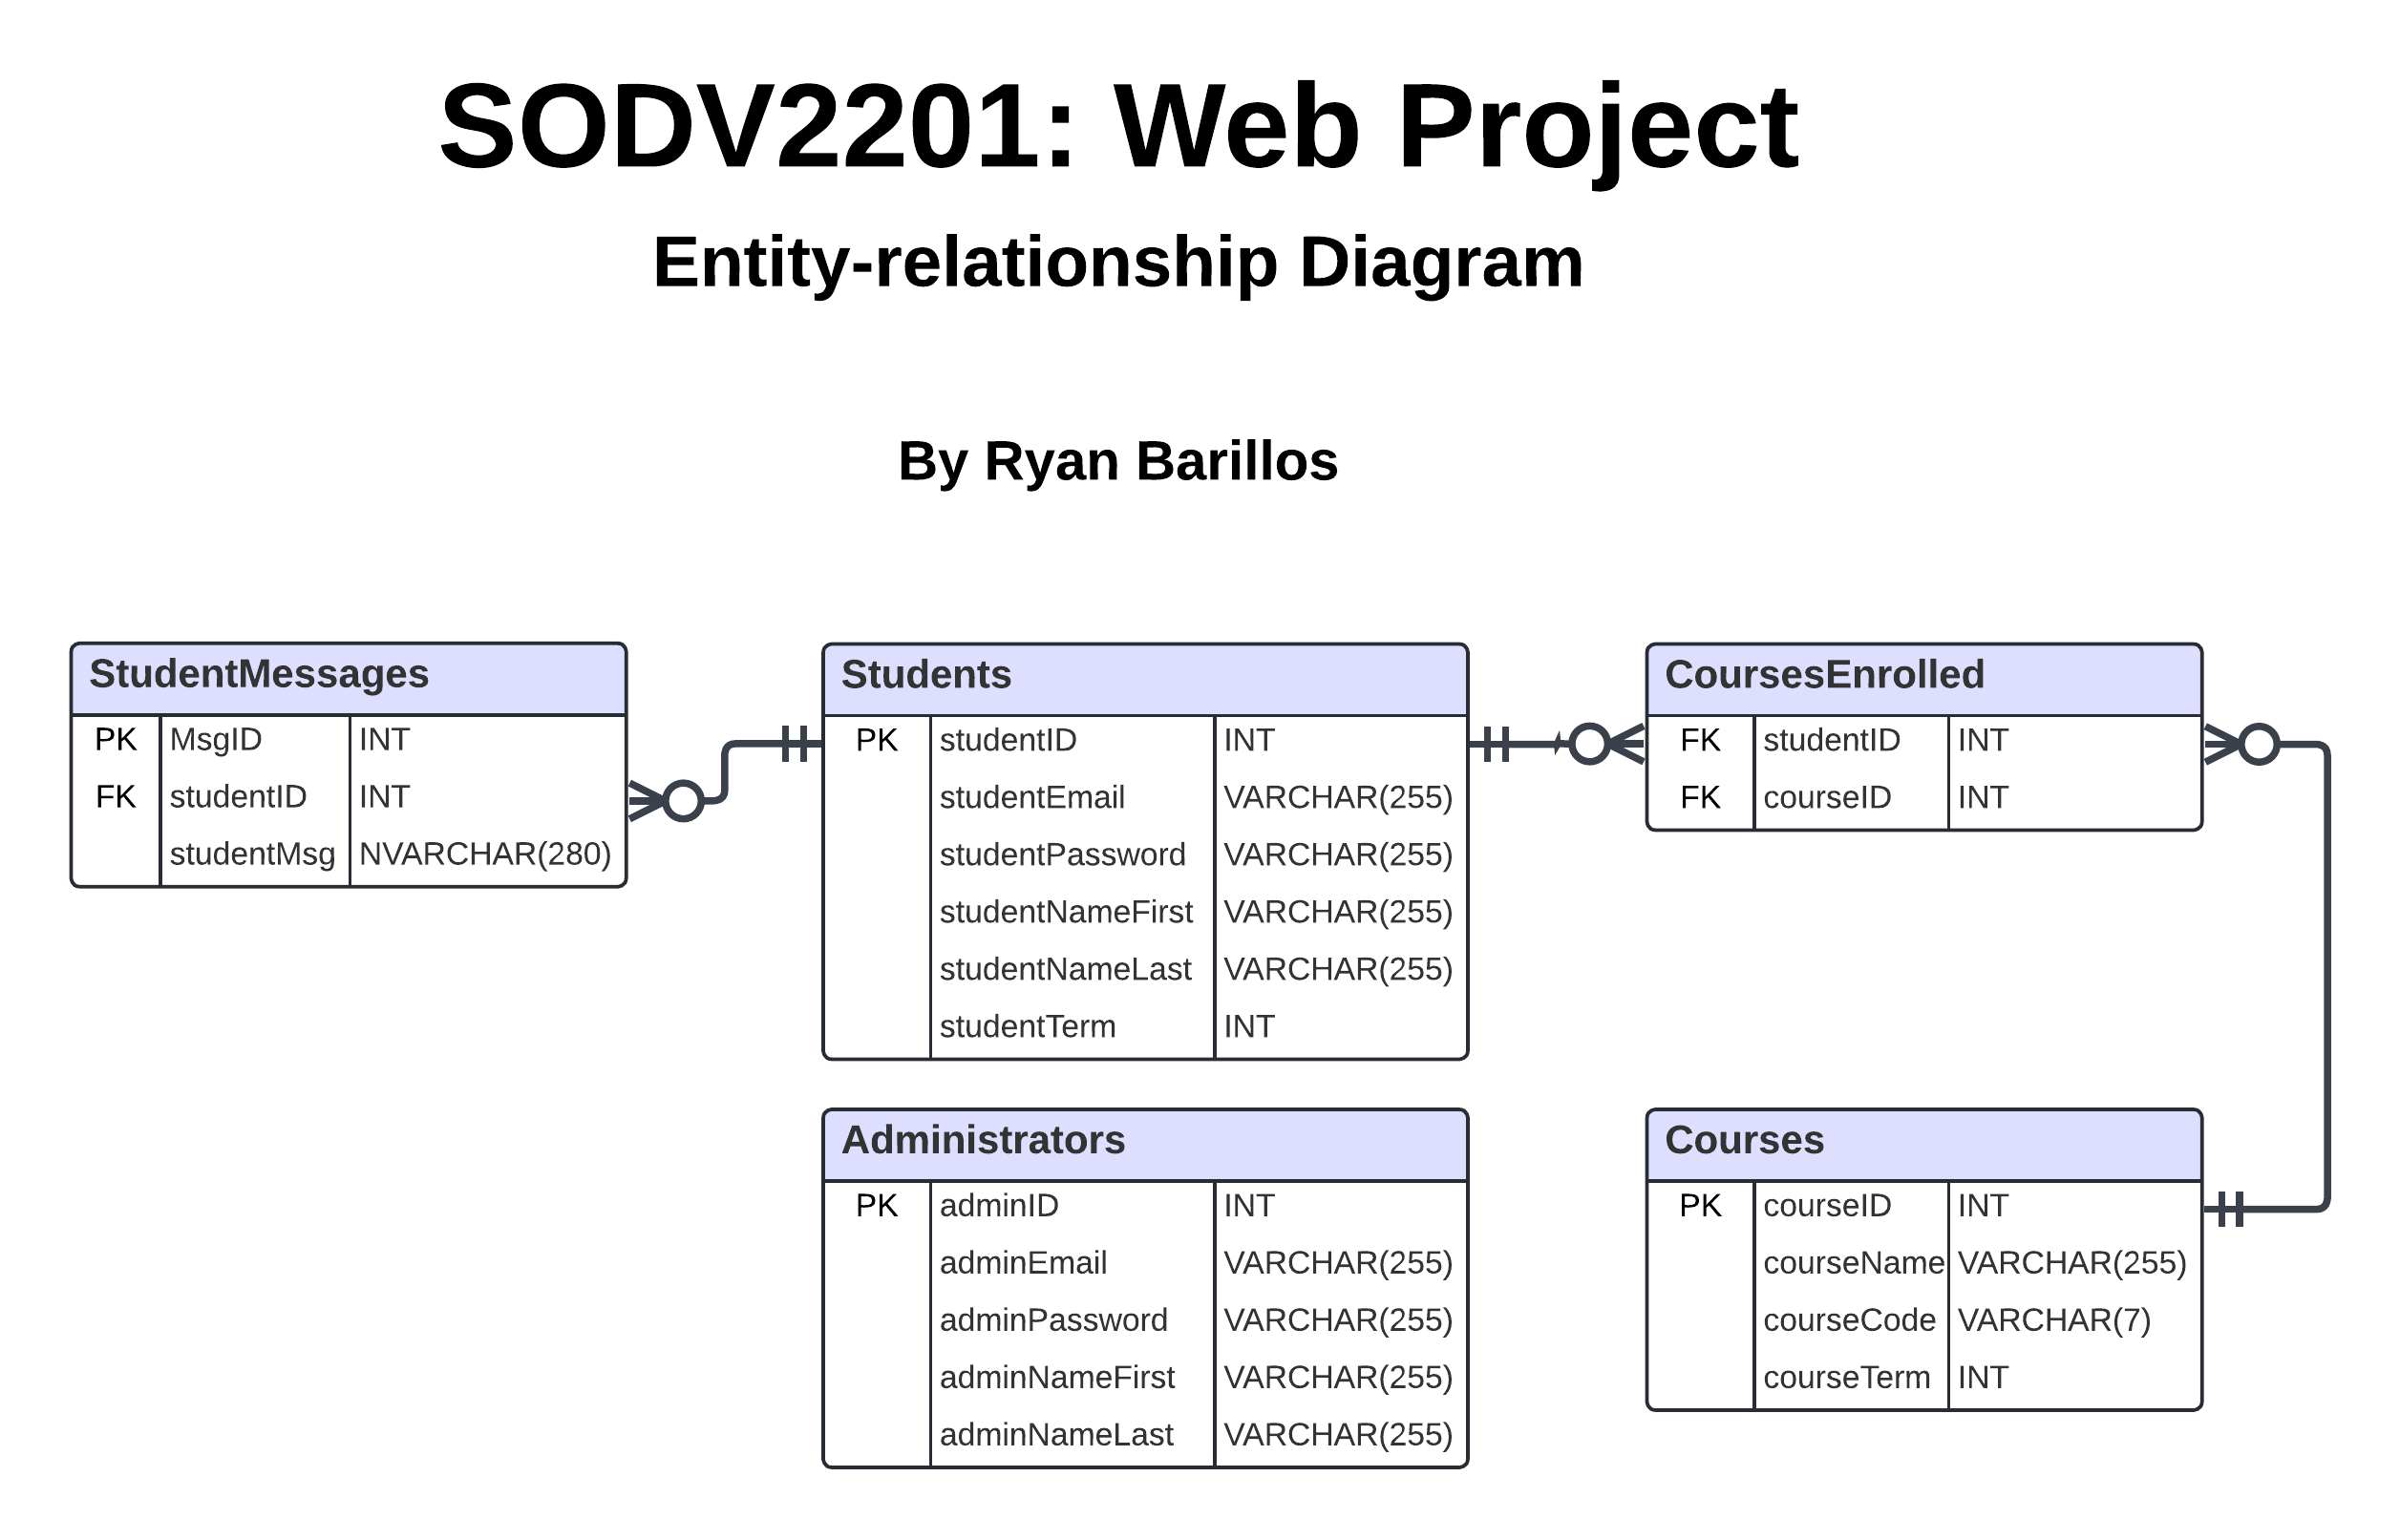 SODV2201: Web Project
Entity-relationship Diagram
By Ryan Barillos
StudentMessages
PK MsgID INT
FK studentID INT
studentMsg NVARCHAR(280)
Students
PK studentID INT
studentEmail VARCHAR(255)
studentPassword VARCHAR(255)
studentNameFirst VARCHAR(255)
studentNameLast VARCHAR(255)
studentTerm INT
CoursesEnrolled
FK studentID INT
FK courseID INT
Administrators
PK adminID INT
adminEmail VARCHAR(255)
adminPassword VARCHAR(255)
adminNameFirst VARCHAR(255)
adminNameLast VARCHAR(255)
Courses
PK courseID INT
courseName VARCHAR(255)
courseCode VARCHAR(7)
courseTerm INT